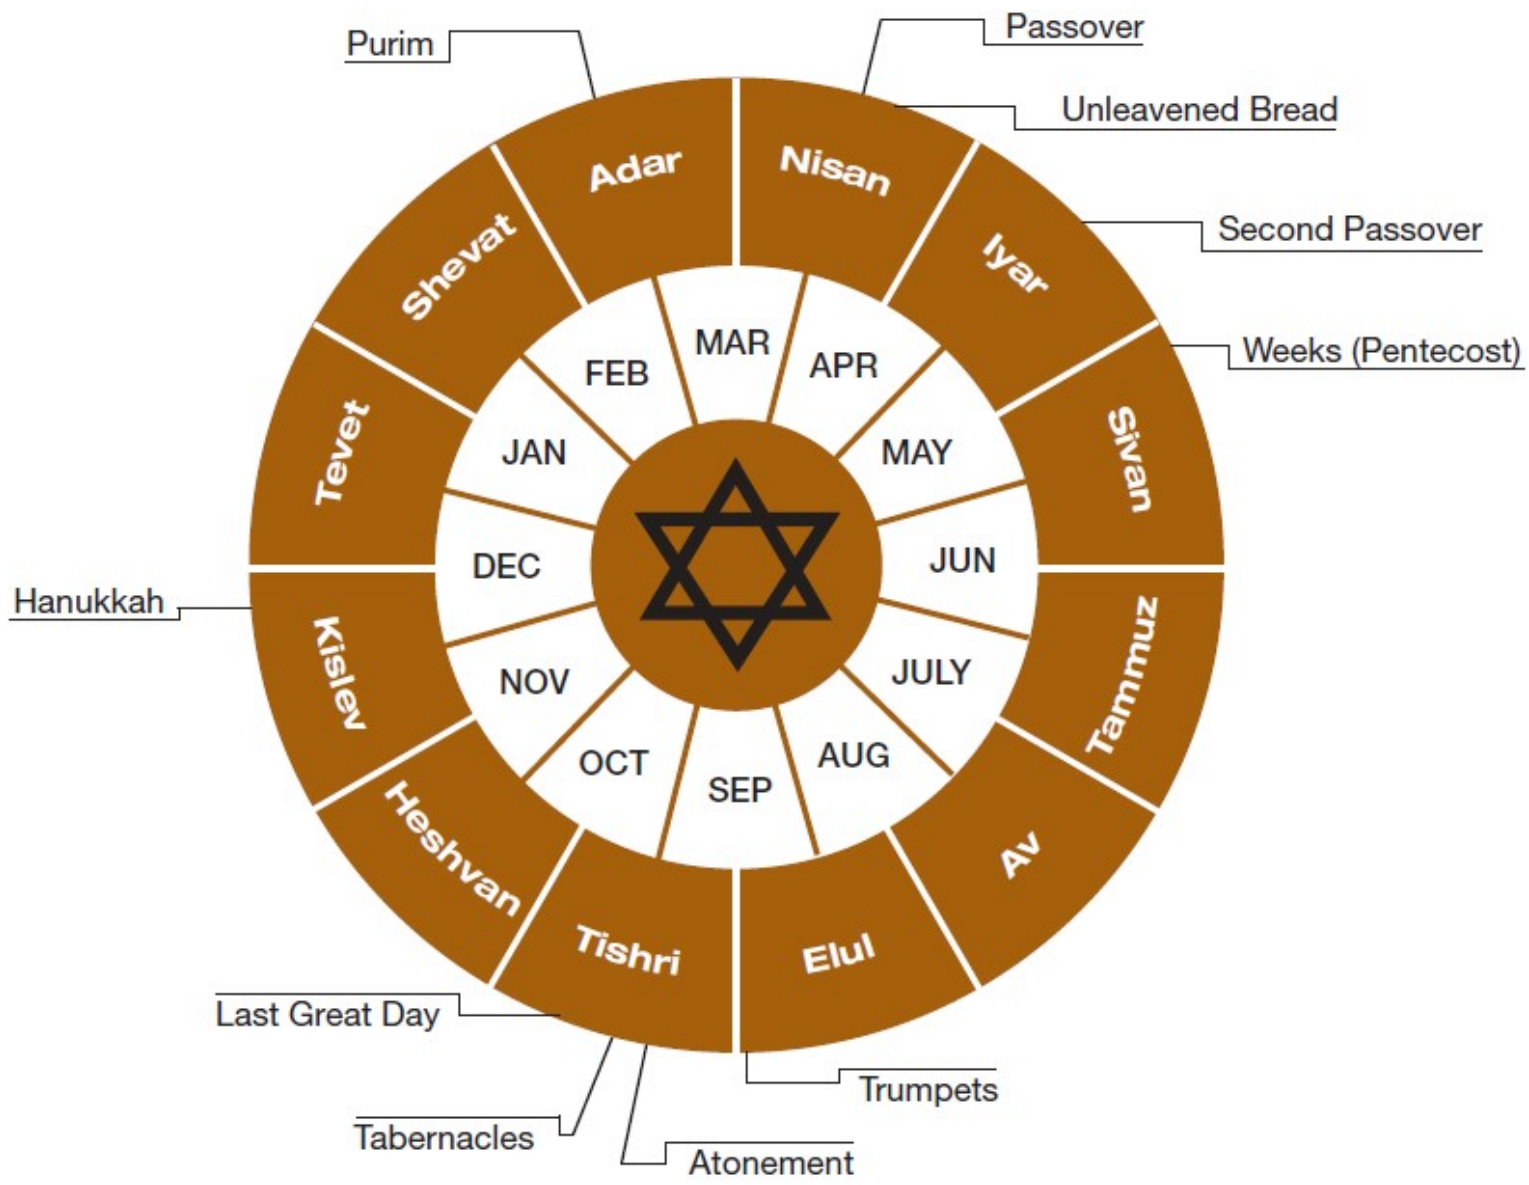 Purim
Passover
Unleavened Bread
Second Passover
Weeks (Pentecost)
Hanukkah
Last Great Day
Tabernacles
Atonement
Trumpets
Nisan
Iyar
Sivan
Tammuz
Av
Elul
Tishri
Heshvan
Kislev
Tevet
Shevat
Adar
MAR
APR
MAY
JUN
JULY
AUG
SEP
OCT
NOV
DEC
JAN
FEB